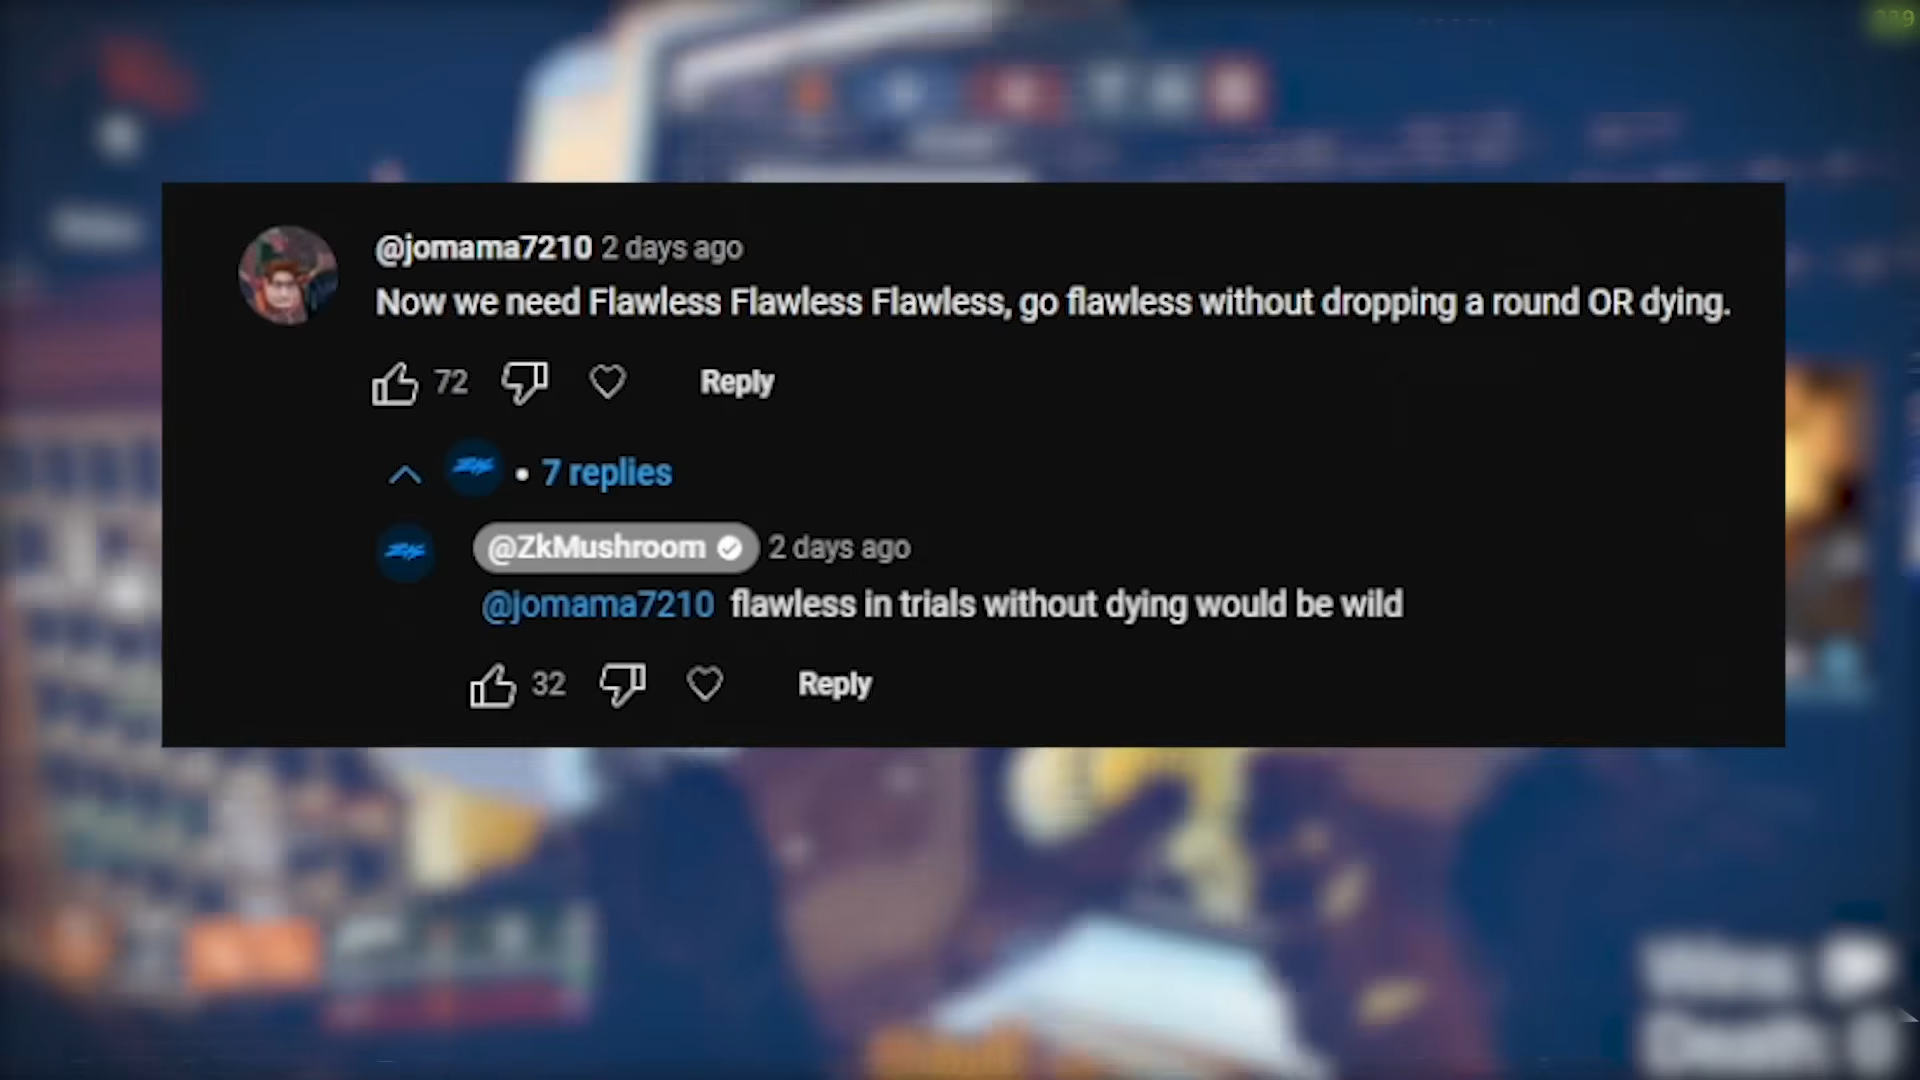 @jomama7210 2 days ago
Now we need Flawless Flawless Flawless, go flawless without dropping a round OR dying.
72 Reply
• 7 replies
@ZkMushroom 2 days ago
@jomama7210 flawless in trials without dying would be wild
32 Reply